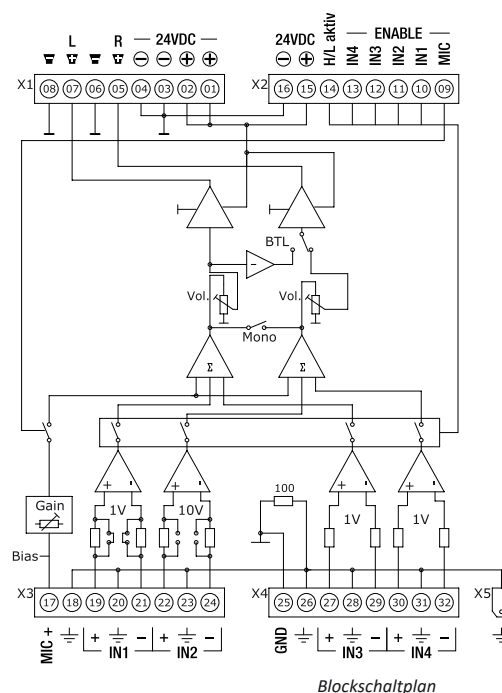 L R 24VDC 24VDC H/L aktiv IN4 IN3 IN2 IN1 MIC
ENABLE
X1 08 07 06 05 04 03 02 01
X2 16 15 14 13 12 11 10 09
BTL
Vol. Vol.
Mono
Σ Σ
Gain
1V 10V
100
1V 1V
Bias
X3 17 18 19 20 21 22 23 24
X4 25 26 27 28 29 30 31 32
X5
MIC + + − + −
IN1 IN2
GND + − + −
IN3 IN4
Blockschaltplan